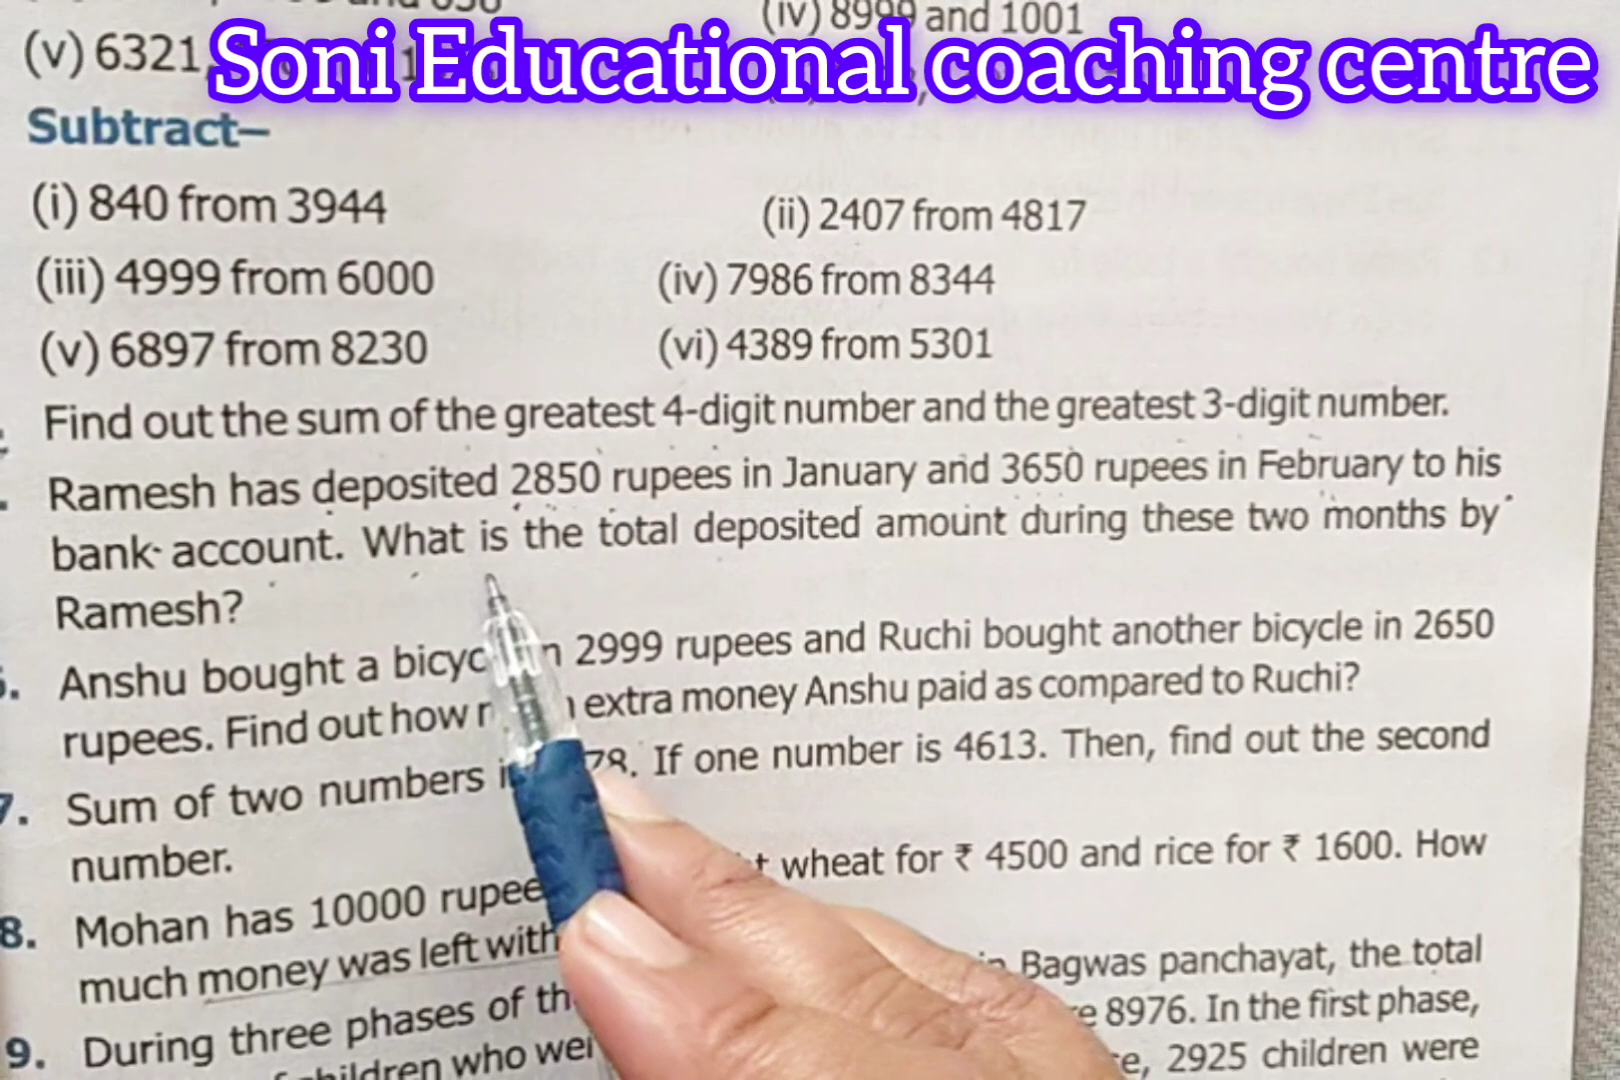 (iv) 8999 and 1001
(v) 6321,
Soni Educational coaching centre
Subtract–
(i) 840 from 3944
(ii) 2407 from 4817
(iii) 4999 from 6000
(iv) 7986 from 8344
(v) 6897 from 8230
(vi) 4389 from 5301
Find out the sum of the greatest 4-digit number and the greatest 3-digit number.
Ramesh has deposited 2850 rupees in January and 3650 rupees in February to his
bank account. What is the total deposited amount during these two months by
Ramesh?
Anshu bought a 2999 rupees and Ruchi bought another bicycle in 2650
rupees. Find out how extra money Anshu paid as compared to Ruchi?
7. Sum of two numbers If one number is 4613. Then, find out the second
number.
8. Mohan has 10000 wheat for ₹ 4500 and rice for ₹ 1600. How
much money was left with
9. During three phases of Bagwas panchayat, the total
8976. In the first phase,
children who 2925 children were